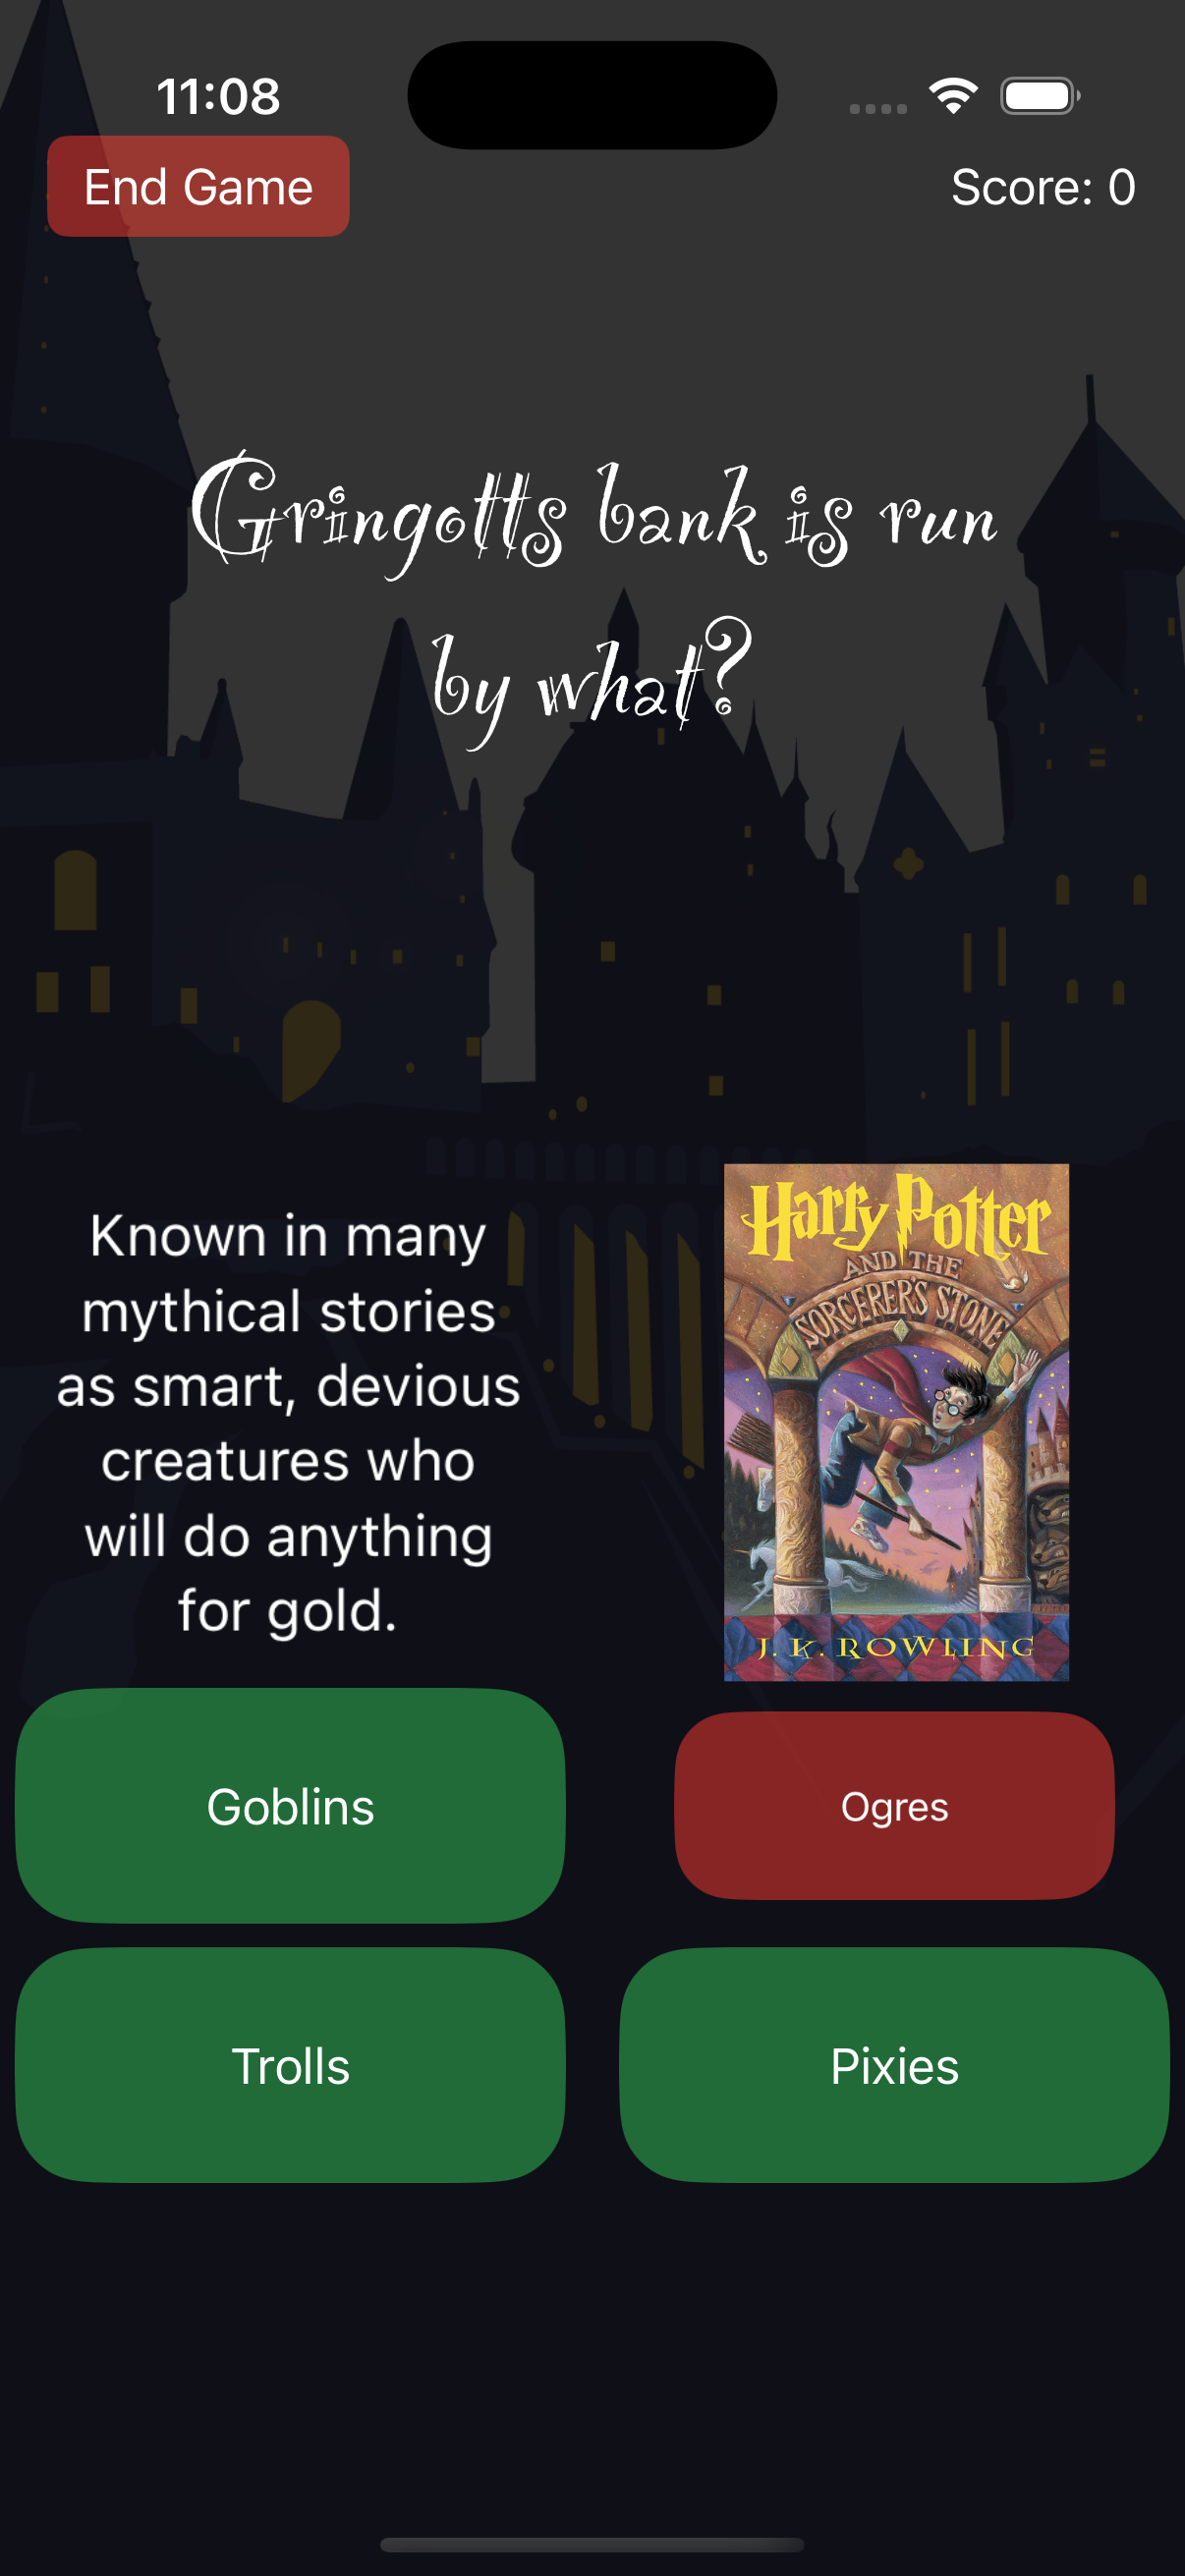 11:08
End Game
Score: 0
Gringotts bank is run
by what?
Known in many
mythical stories
as smart, devious
creatures who
will do anything
for gold.
Harry Potter
AND THE
SORCERER'S STONE
J. K. ROWLING
Goblins
Ogres
Trolls
Pixies